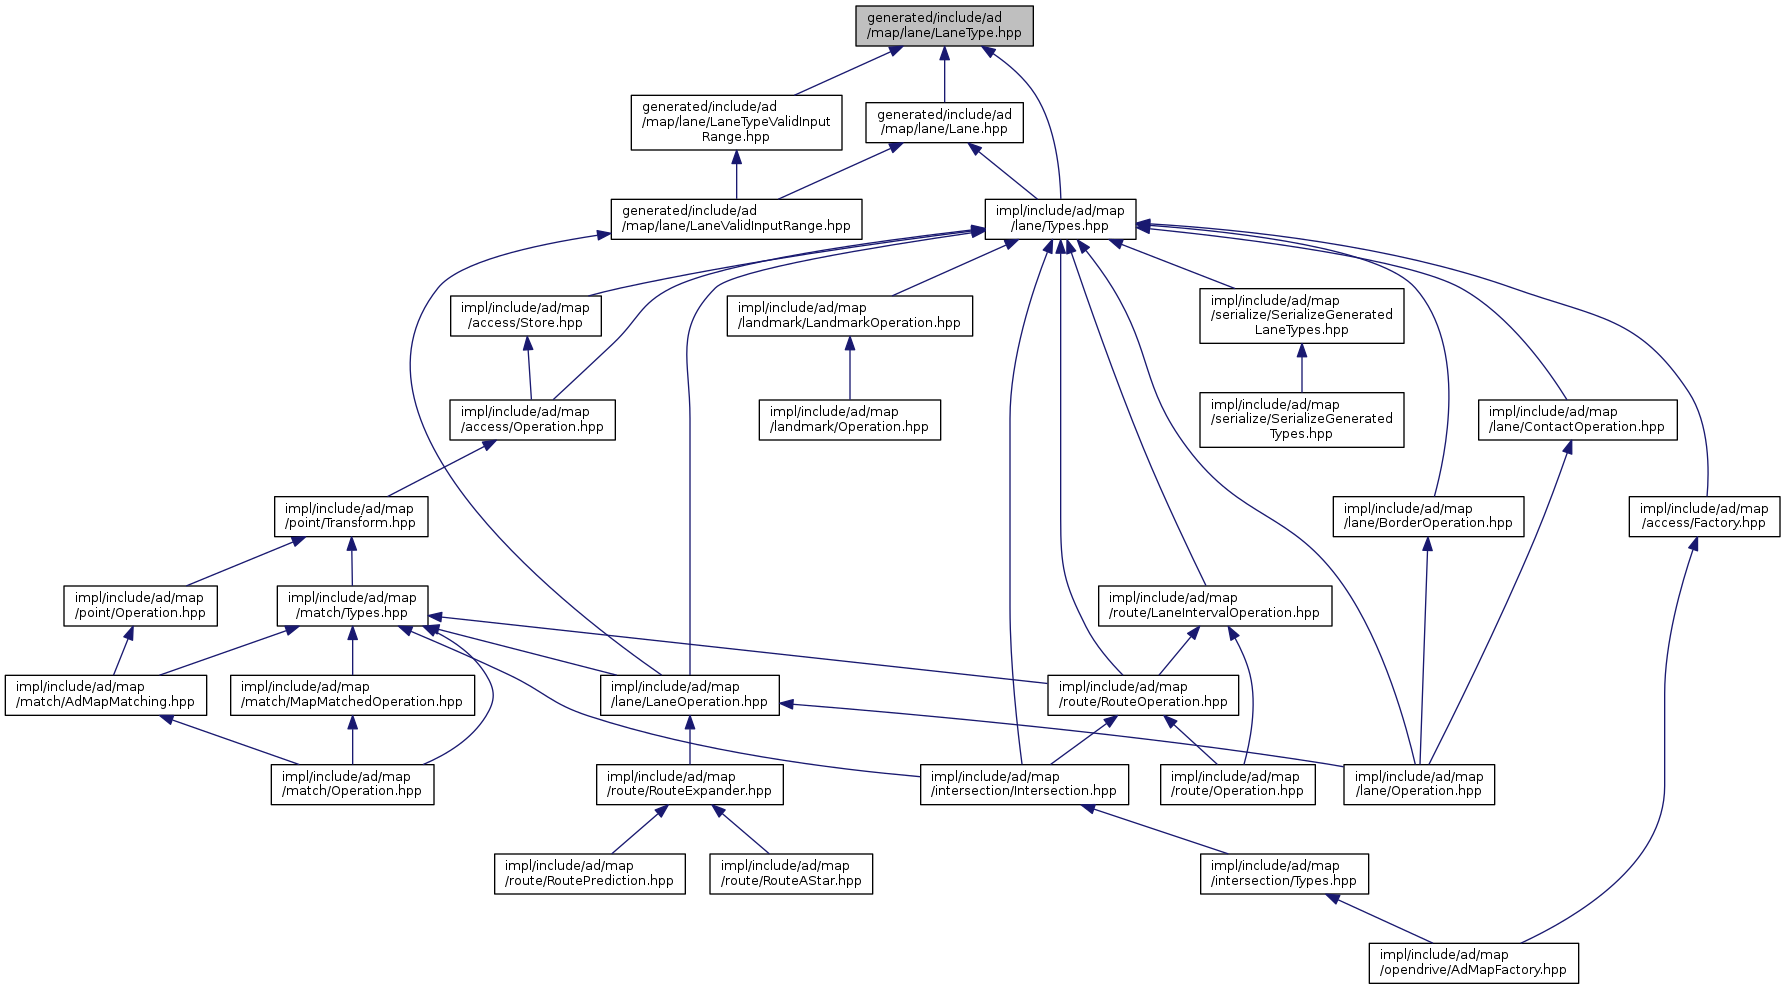 generated/include/ad
/map/lane/LaneType.hpp
generated/include/ad
/map/lane/LaneTypeValidInput
Range.hpp
generated/include/ad
/map/lane/Lane.hpp
generated/include/ad
/map/lane/LaneValidInputRange.hpp
impl/include/ad/map
/lane/Types.hpp
impl/include/ad/map
/access/Store.hpp
impl/include/ad/map
/landmark/LandmarkOperation.hpp
impl/include/ad/map
/serialize/SerializeGenerated
LaneTypes.hpp
impl/include/ad/map
/access/Operation.hpp
impl/include/ad/map
/landmark/Operation.hpp
impl/include/ad/map
/serialize/SerializeGenerated
Types.hpp
impl/include/ad/map
/lane/ContactOperation.hpp
impl/include/ad/map
/point/Transform.hpp
impl/include/ad/map
/lane/BorderOperation.hpp
impl/include/ad/map
/access/Factory.hpp
impl/include/ad/map
/point/Operation.hpp
impl/include/ad/map
/match/Types.hpp
impl/include/ad/map
/route/LaneIntervalOperation.hpp
impl/include/ad/map
/match/AdMapMatching.hpp
impl/include/ad/map
/match/MapMatchedOperation.hpp
impl/include/ad/map
/lane/LaneOperation.hpp
impl/include/ad/map
/route/RouteOperation.hpp
impl/include/ad/map
/match/Operation.hpp
impl/include/ad/map
/route/RouteExpander.hpp
impl/include/ad/map
/intersection/Intersection.hpp
impl/include/ad/map
/route/Operation.hpp
impl/include/ad/map
/lane/Operation.hpp
impl/include/ad/map
/route/RoutePrediction.hpp
impl/include/ad/map
/route/RouteAStar.hpp
impl/include/ad/map
/intersection/Types.hpp
impl/include/ad/map
/opendrive/AdMapFactory.hpp